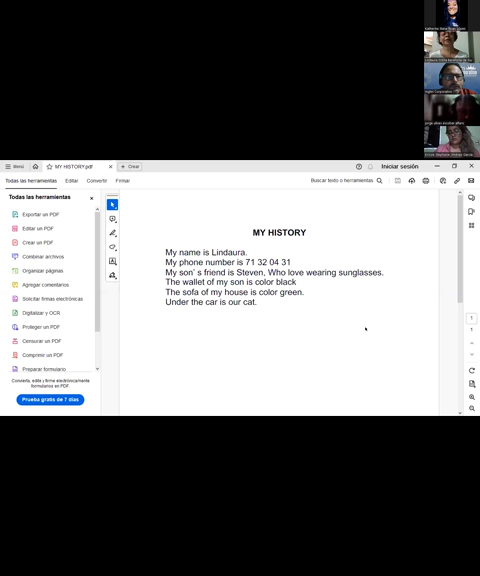 Menú
MY HISTORY.pdf
Crear
Iniciar sesión
Todas las herramientas
Editar
Convertir
Firmar
Buscar texto o herramientas
Todas las herramientas
Exportar un PDF
Editar un PDF
Crear un PDF
Combinar archivos
Organizar páginas
Agregar comentarios
Solicitar firmas electrónicas
Digitalizar y OCR
Proteger un PDF
Censurar un PDF
Comprimir un PDF
Preparar formulario
Convierte, edite y firme electrónicamente
formularios en PDF
Prueba gratis de 7 días
MY HISTORY
My name is Lindaura.
My phone number is 71 32 04 31
My son' s friend is Steven, Who love wearing sunglasses.
The wallet of my son is color black
The sofa of my house is color green.
Under the car is our cat.
1
1